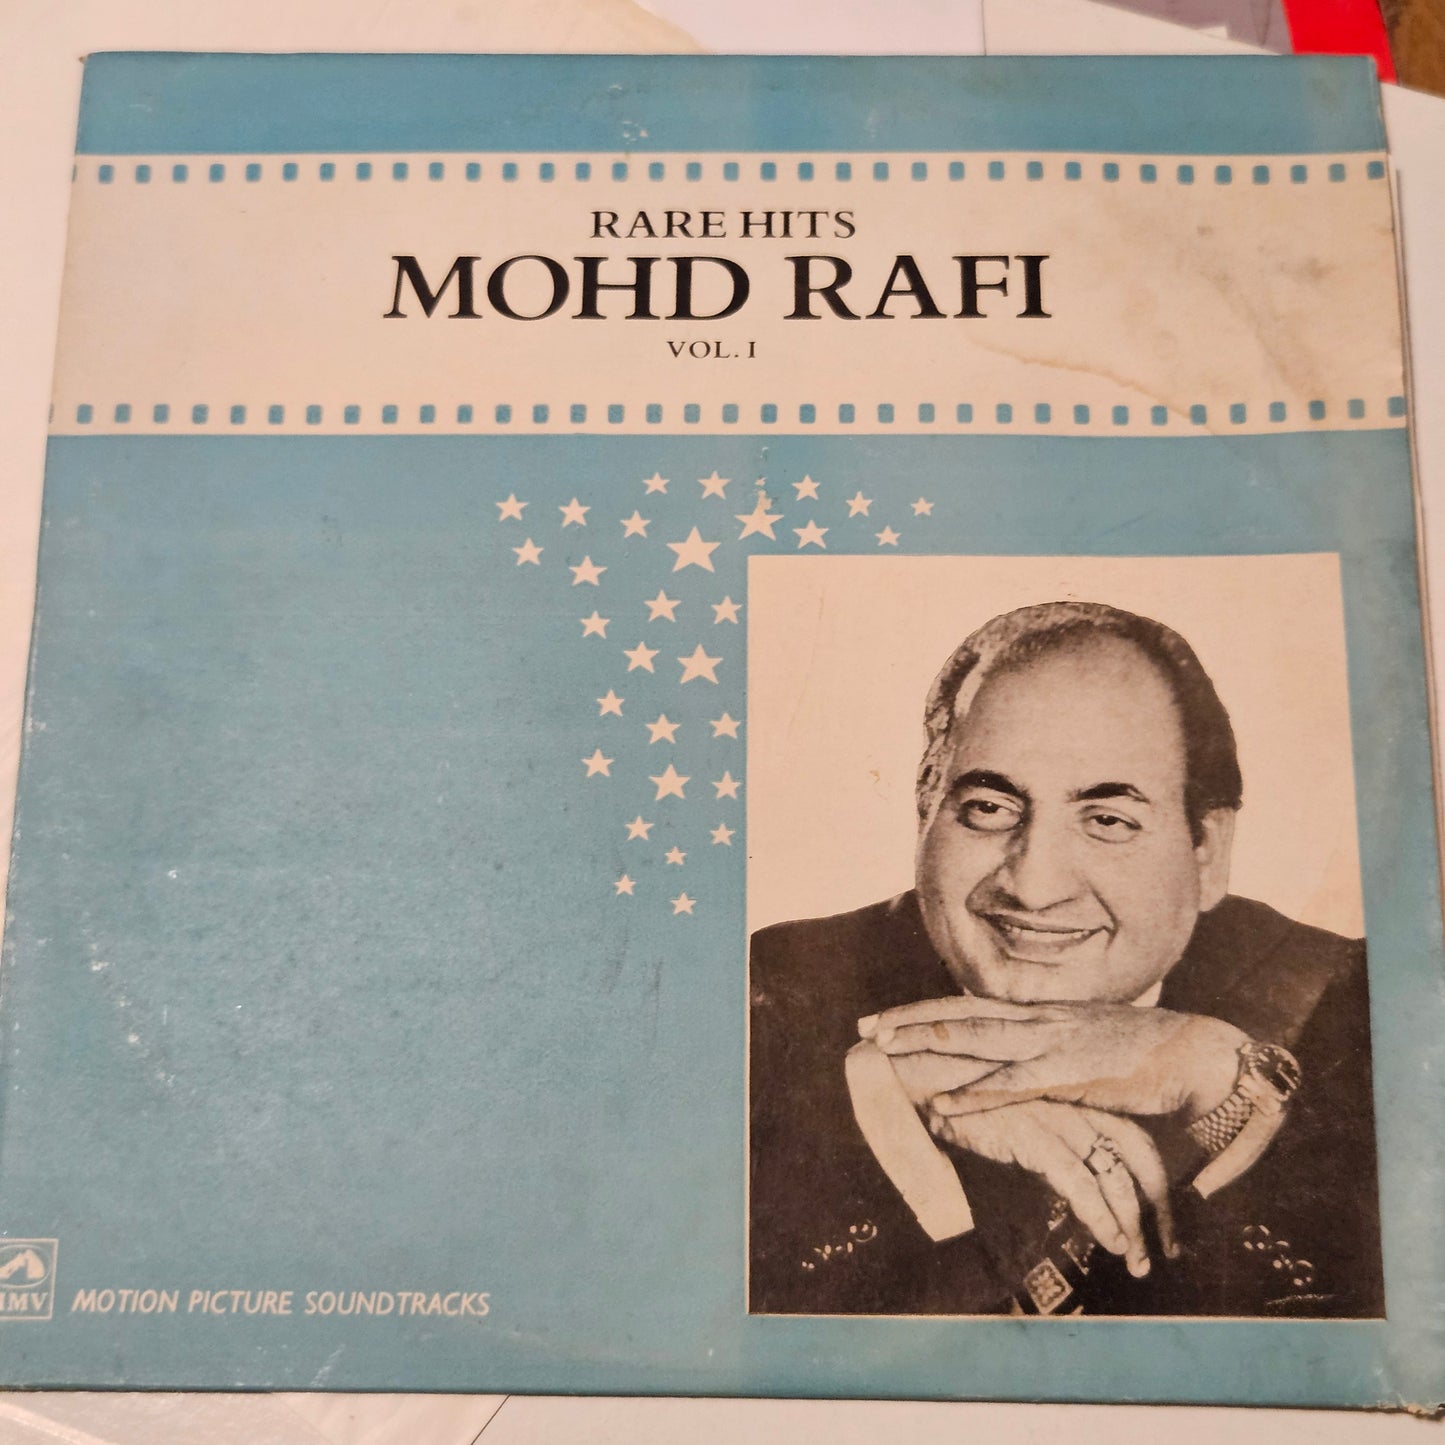 RARE HITS
MOHD RAFI
VOL. I
HMV
MOTION PICTURE SOUNDTRACKS